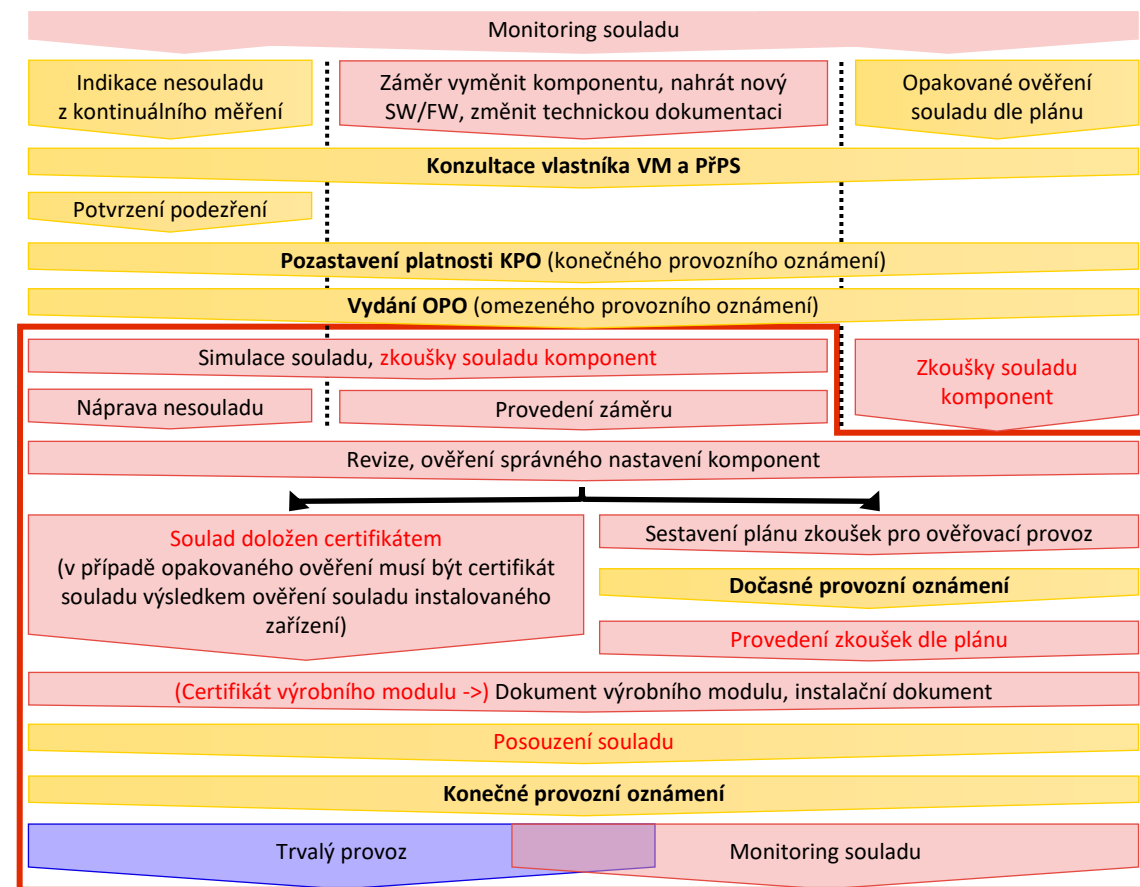 Monitoring souladu
Indikace nesouladu
z kontinuálního měření
Záměr vyměnit komponentu, nahrát nový
SW/FW, změnit technickou dokumentaci
Opakované ověření
souladu dle plánu
Konzultace vlastníka VM a PřPS
Potvrzení podezření
Pozastavení platnosti KPO (konečného provozního oznámení)
Vydání OPO (omezeného provozního oznámení)
Simulace souladu, zkoušky souladu komponent
Zkoušky souladu
komponent
Náprava nesouladu
Provedení záměru
Revize, ověření správného nastavení komponent
Soulad doložen certifikátem
(v případě opakovaného ověření musí být certifikát
souladu výsledkem ověření souladu instalovaného
zařízení)
Sestavení plánu zkoušek pro ověřovací provoz
Dočasné provozní oznámení
Provedení zkoušek dle plánu
(Certifikát výrobního modulu ->) Dokument výrobního modulu, instalační dokument
Posouzení souladu
Konečné provozní oznámení
Trvalý provoz
Monitoring souladu